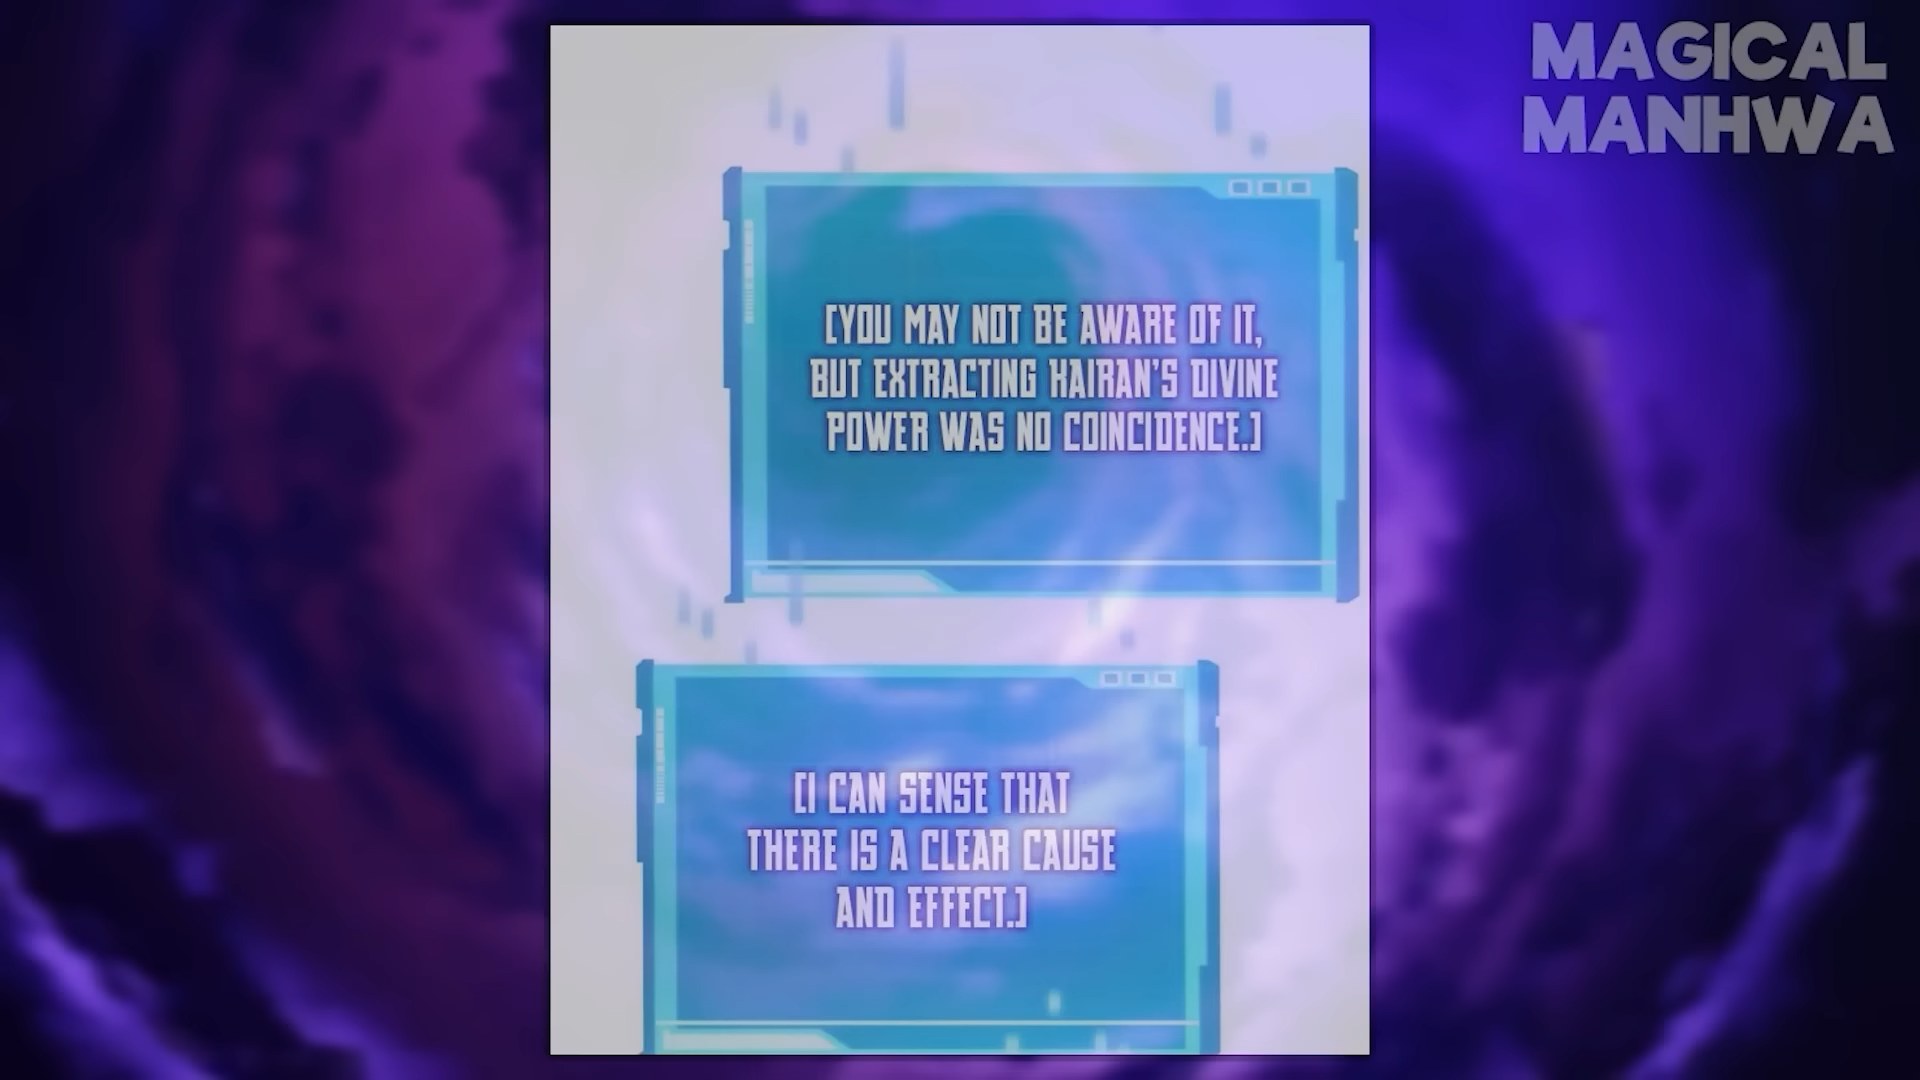 MAGICAL
MANHWA
[YOU MAY NOT BE AWARE OF IT,
BUT EXTRACTING HAIRAN'S DIVINE
POWER WAS NO COINCIDENCE.]
[I CAN SENSE THAT
THERE IS A CLEAR CAUSE
AND EFFECT.]